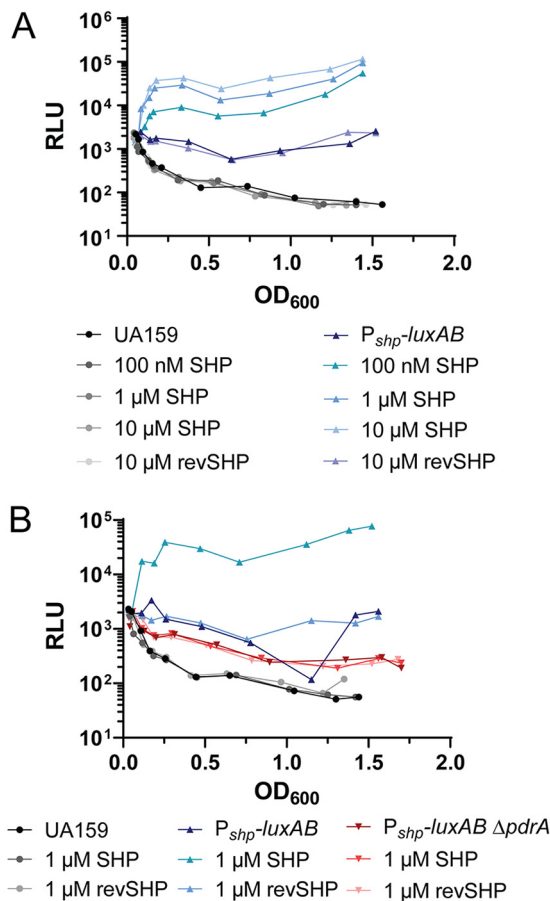 A
10⁶
10⁵
10⁴
10³
10²
10¹
RLU
0.0 0.5 1.0 1.5 2.0
OD₆₀₀
UA159 Pshp-luxAB
100 nM SHP 100 nM SHP
1 µM SHP 1 µM SHP
10 µM SHP 10 µM SHP
10 µM revSHP 10 µM revSHP
B
10⁵
10⁴
10³
10²
10¹
RLU
0.0 0.5 1.0 1.5 2.0
OD₆₀₀
UA159 Pshp-luxAB Pshp-luxAB ΔpdrA
1 µM SHP 1 µM SHP 1 µM SHP
1 µM revSHP 1 µM revSHP 1 µM revSHP